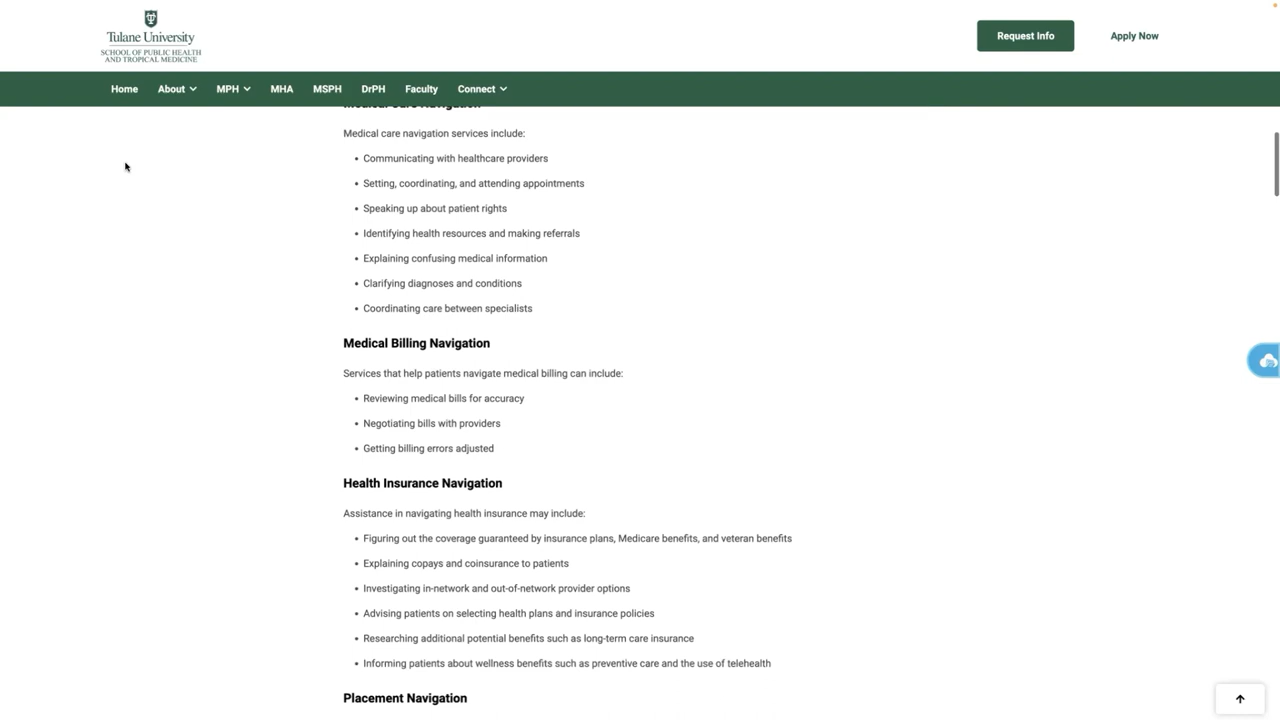 Tulane University
SCHOOL OF PUBLIC HEALTH
AND TROPICAL MEDICINE
Request Info
Apply Now
Home
About
MPH
MHA
MSPH
DrPH
Faculty
Connect
Medical Care Navigation
Medical care navigation services include:
• Communicating with healthcare providers
• Setting, coordinating, and attending appointments
• Speaking up about patient rights
• Identifying health resources and making referrals
• Explaining confusing medical information
• Clarifying diagnoses and conditions
• Coordinating care between specialists
Medical Billing Navigation
Services that help patients navigate medical billing can include:
• Reviewing medical bills for accuracy
• Negotiating bills with providers
• Getting billing errors adjusted
Health Insurance Navigation
Assistance in navigating health insurance may include:
• Figuring out the coverage guaranteed by insurance plans, Medicare benefits, and veteran benefits
• Explaining copays and coinsurance to patients
• Investigating in-network and out-of-network provider options
• Advising patients on selecting health plans and insurance policies
• Researching additional potential benefits such as long-term care insurance
• Informing patients about wellness benefits such as preventive care and the use of telehealth
Placement Navigation